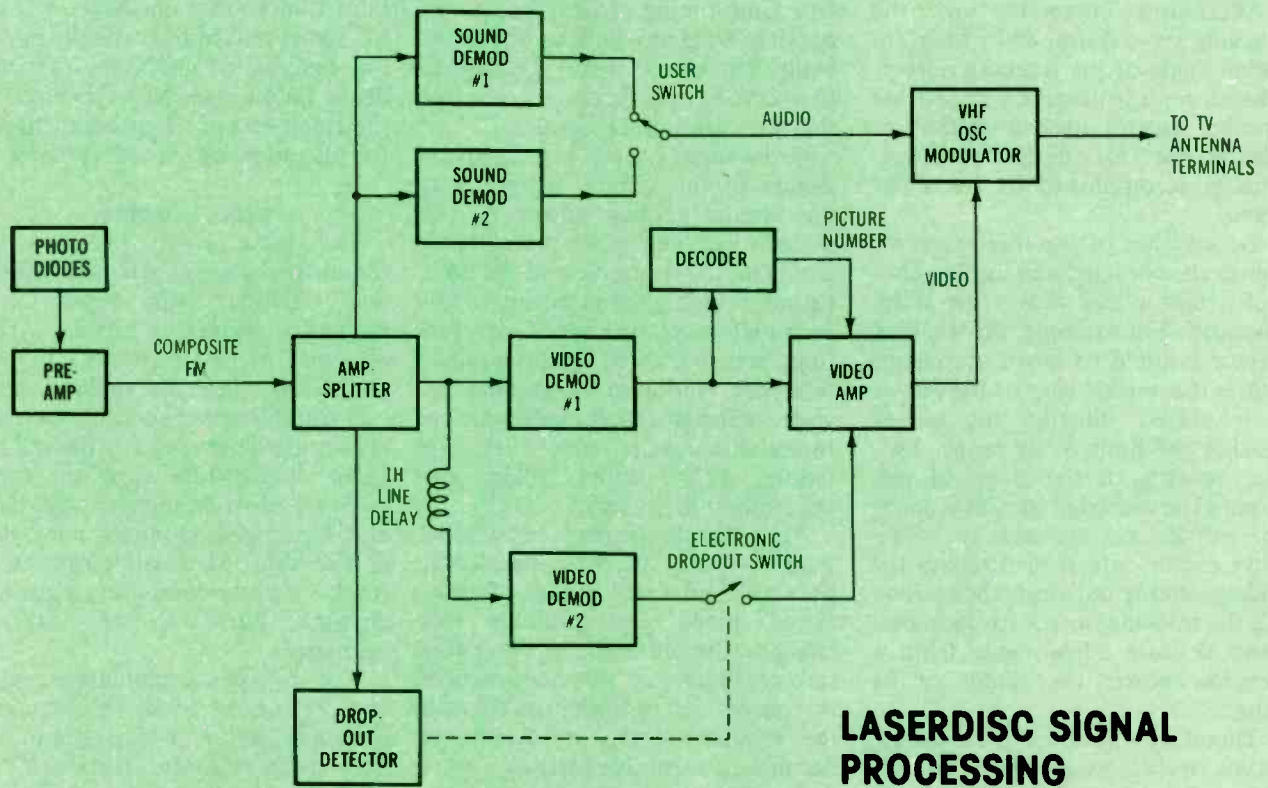 SOUND
DEMOD
#1
USER
SWITCH
AUDIO
VHF
OSC
MODULATOR
TO TV
ANTENNA
TERMINALS
SOUND
DEMOD
#2
PICTURE
NUMBER
PHOTO
DIODES
DECODER
VIDEO
COMPOSITE
FM
PRE-
AMP
AMP-
SPLITTER
VIDEO
DEMOD
#1
VIDEO
AMP
1H
LINE
DELAY
ELECTRONIC
DROPOUT SWITCH
VIDEO
DEMOD
#2
DROP-
OUT
DETECTOR
LASERDISC SIGNAL
PROCESSING